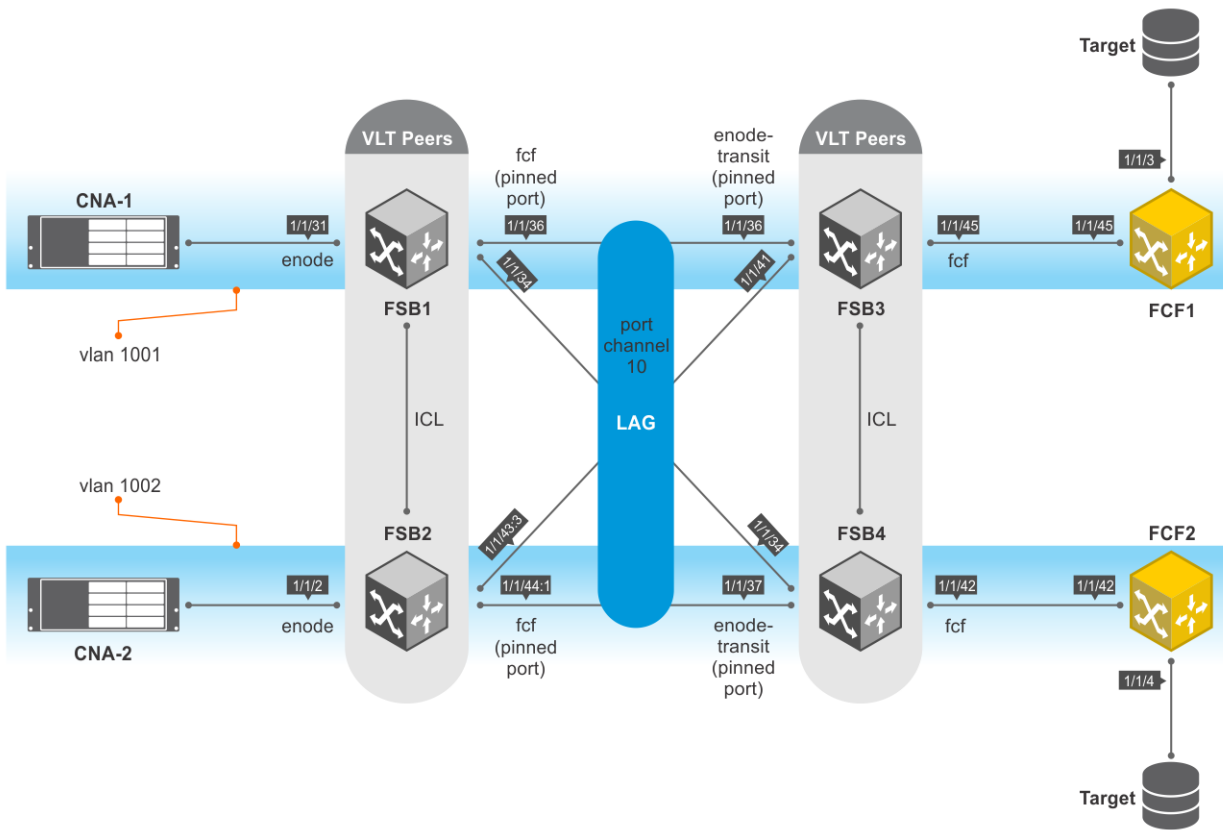 Target
VLT Peers
VLT Peers
fcf
(pinned
port)
enode-
transit
(pinned
port)
1/1/3
CNA-1
1/1/31
1/1/36
1/1/36
1/1/45
1/1/45
enode
fcf
1/1/34
1/1/41
FSB1
FSB3
FCF1
vlan 1001
port
channel
10
ICL
LAG
ICL
vlan 1002
FSB2
FSB4
FCF2
1/1/43:3
1/1/34
1/1/2
1/1/44:1
1/1/37
1/1/42
1/1/42
enode
fcf
(pinned
port)
enode-
transit
(pinned
port)
fcf
CNA-2
1/1/4
Target